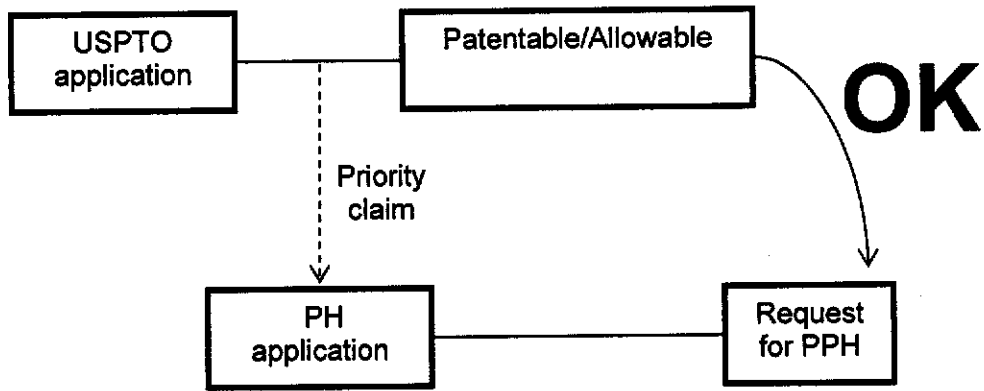 USPTO
application
Patentable/Allowable
OK
Priority
claim
PH
application
Request
for PPH